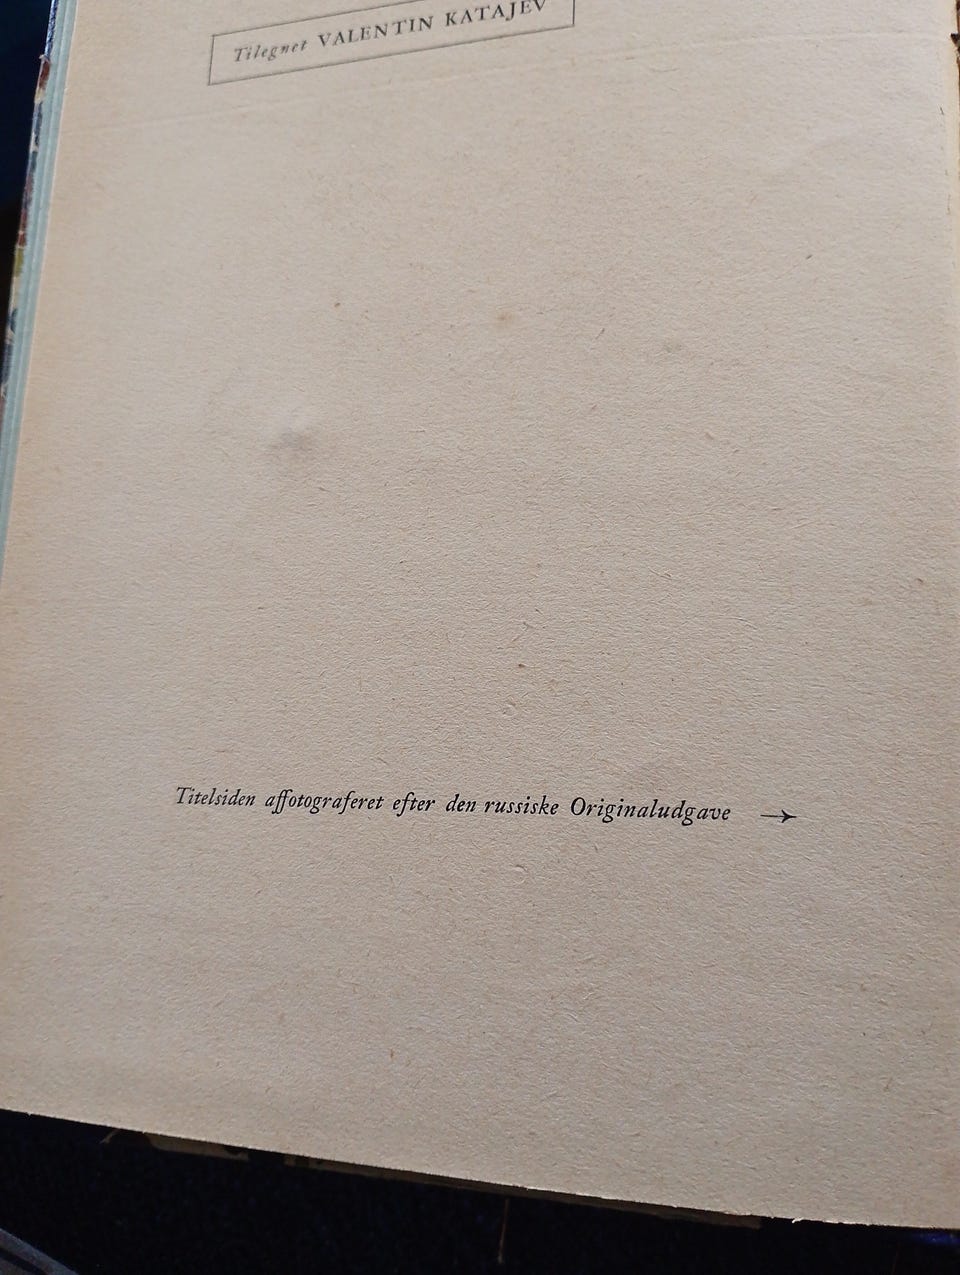 Tilegnet VALENTIN KATAJEV
Titelsiden affotograferet efter den russiske Originaludgave →